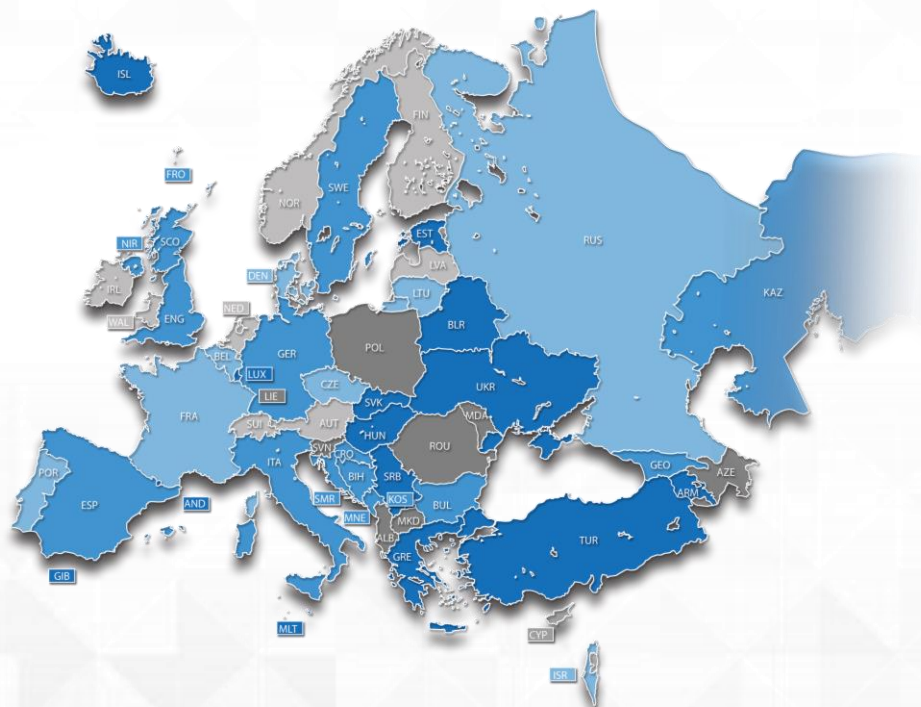 ISL
FRO
FIN
SWE
NOR
NIR
SCO
EST
RUS
IRL
DEN
LVA
LTU
KAZ
WAL
ENG
NED
BLR
BEL
GER
POL
LUX
LIE
CZE
UKR
SVK
FRA
SUI
AUT
MDA
HUN
ROU
SVN
CRO
ITA
BIH
SRB
GEO
AZE
POR
ESP
AND
SMR
KOS
BUL
ARM
MNE
MKD
ALB
TUR
GRE
GIB
MLT
CYP
ISR